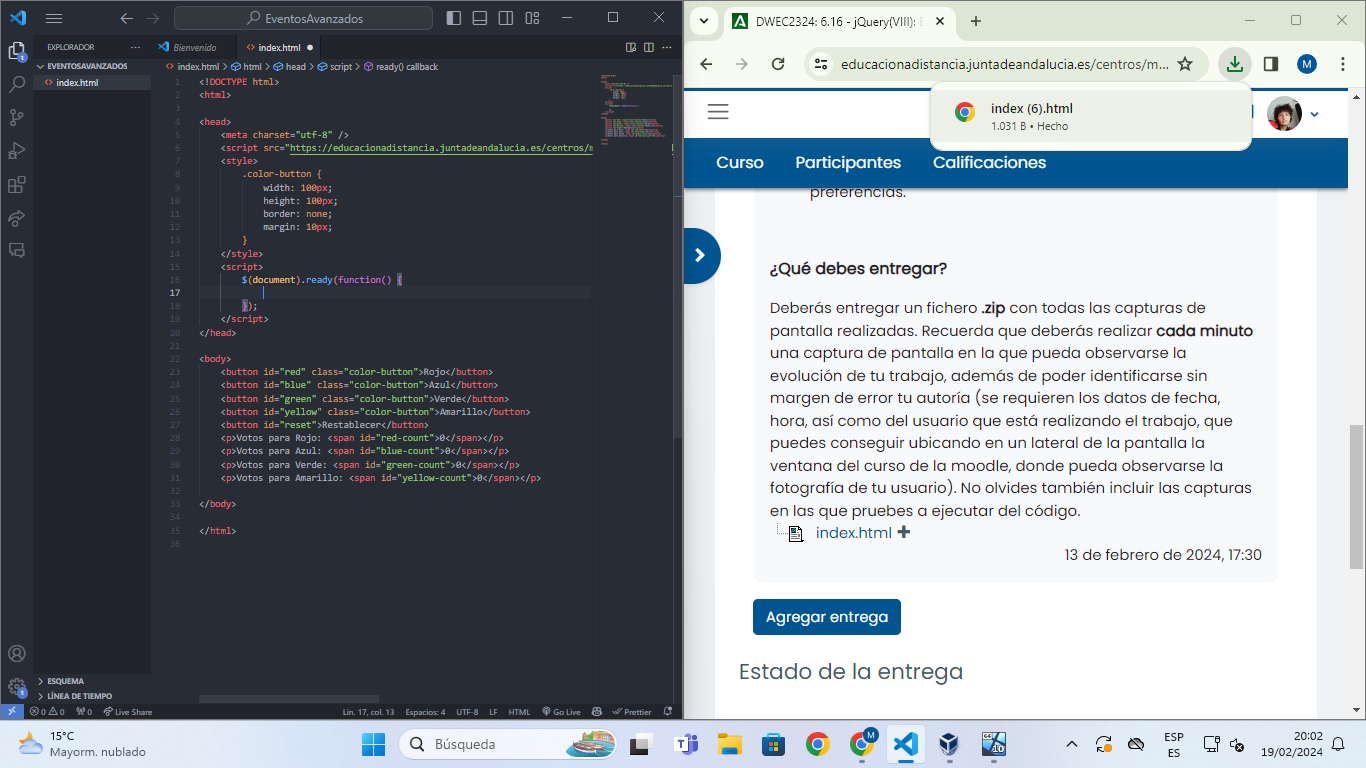 EventosAvanzados
EXPLORADOR
Bienvenido
index.html
EVENTOSAVANZADOS
index.html
index.html > html > head > script > ready() callback
1 <!DOCTYPE html>
2 <html>
3
4 <head>
5 <meta charset="utf-8" />
6 <script src="https://educacionadistancia.juntadeandalucia.es/centros/m
7 <style>
8 .color-button {
9 width: 100px;
10 height: 100px;
11 border: none;
12 margin: 10px;
13 }
14 </style>
15 <script>
16 $(document).ready(function() {
17
18 });
19 </script>
20 </head>
21
22 <body>
23 <button id="red" class="color-button">Rojo</button>
24 <button id="blue" class="color-button">Azul</button>
25 <button id="green" class="color-button">Verde</button>
26 <button id="yellow" class="color-button">Amarillo</button>
27 <button id="reset">Restablecer</button>
28 <p>Votos para Rojo: <span id="red-count">0</span></p>
29 <p>Votos para Azul: <span id="blue-count">0</span></p>
30 <p>Votos para Verde: <span id="green-count">0</span></p>
31 <p>Votos para Amarillo: <span id="yellow-count">0</span></p>
32
33 </body>
34
35 </html>
36
ESQUEMA
LÍNEA DE TIEMPO
1
1
0 0 0 Live Share Lín. 17, col. 13 Espacios: 4 UTF-8 LF HTML Go Live Prettier
DWEC2324: 6.16 - jQuery(VIII): E
educacionadistancia.juntadeandalucia.es/centros/m...
M
index (6).html
1.031 B • Hecho
Curso Participantes Calificaciones
preferencias.
¿Qué debes entregar?
Deberás entregar un fichero .zip con todas las capturas de
pantalla realizadas. Recuerda que deberás realizar cada minuto
una captura de pantalla en la que pueda observarse la
evolución de tu trabajo, además de poder identificarse sin
margen de error tu autoría (se requieren los datos de fecha,
hora, así como del usuario que está realizando el trabajo, que
puedes conseguir ubicando en un lateral de la pantalla la
ventana del curso de la moodle, donde pueda observarse la
fotografía de tu usuario). No olvides también incluir las capturas
en las que pruebes a ejecutar del código.
index.html
13 de febrero de 2024, 17:30
Agregar entrega
Estado de la entrega
15°C
Mayorm. nublado
Búsqueda
M
ESP
ES
20:02
19/02/2024